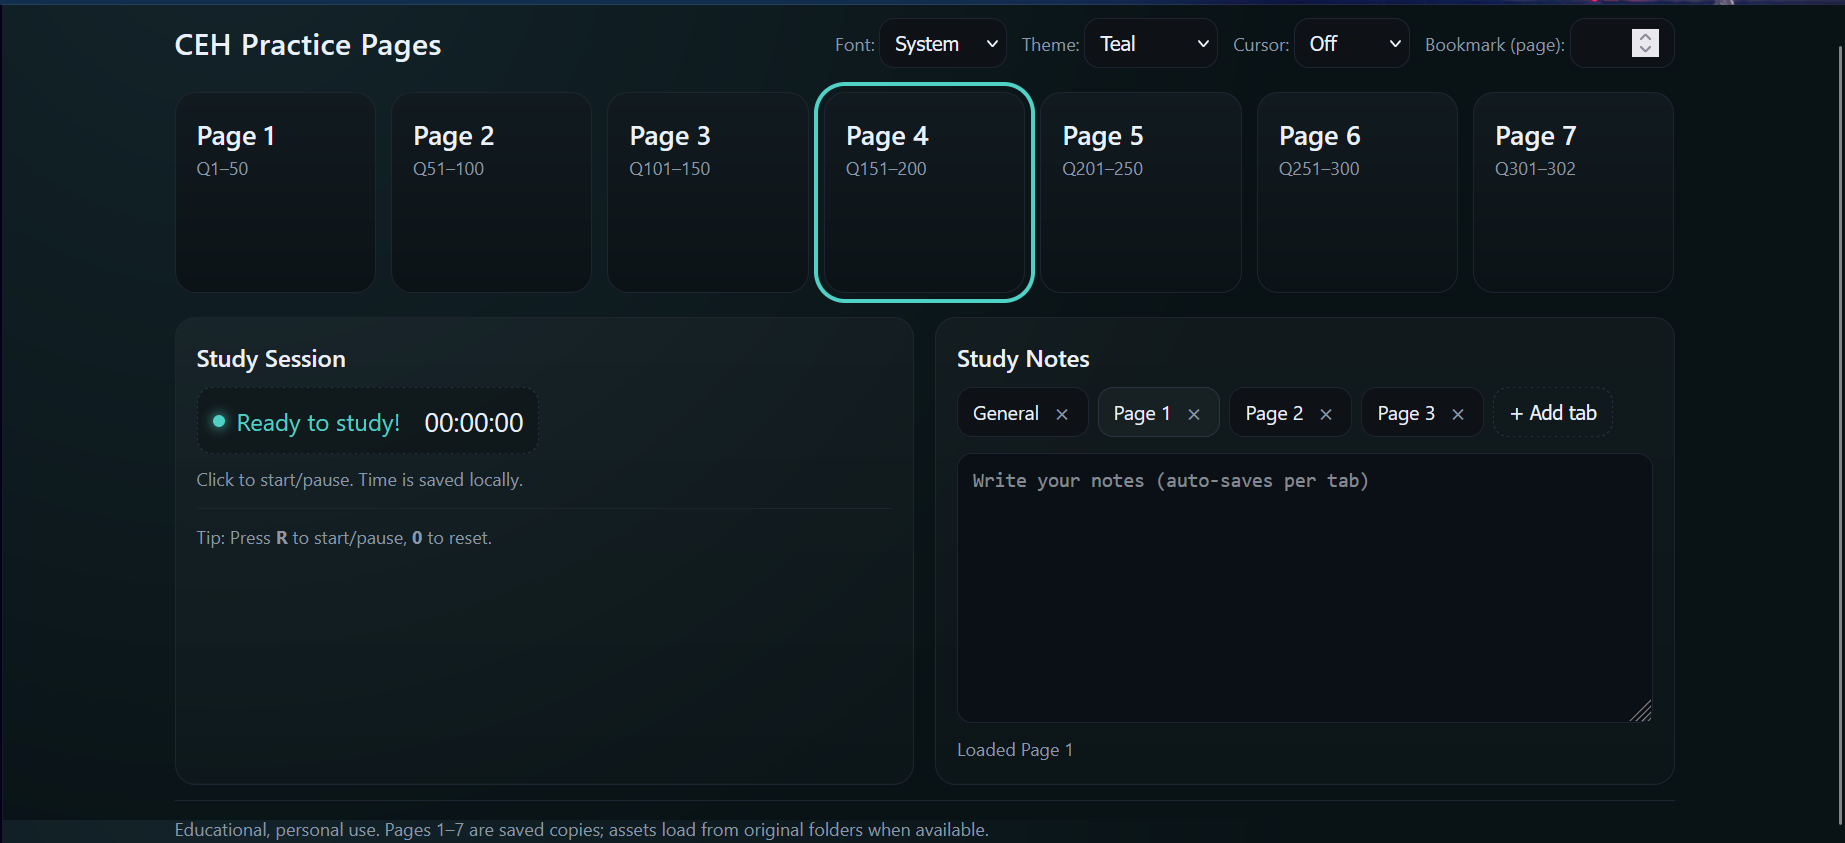 CEH Practice Pages
Font: System
Theme: Teal
Cursor: Off
Bookmark (page):
Page 1
Q1–50
Page 2
Q51–100
Page 3
Q101–150
Page 4
Q151–200
Page 5
Q201–250
Page 6
Q251–300
Page 7
Q301–302
Study Session
Ready to study! 00:00:00
Click to start/pause. Time is saved locally.
Tip: Press R to start/pause, 0 to reset.
Study Notes
General ×
Page 1 ×
Page 2 ×
Page 3 ×
+ Add tab
Write your notes (auto-saves per tab)
Loaded Page 1
Educational, personal use. Pages 1–7 are saved copies; assets load from original folders when available.